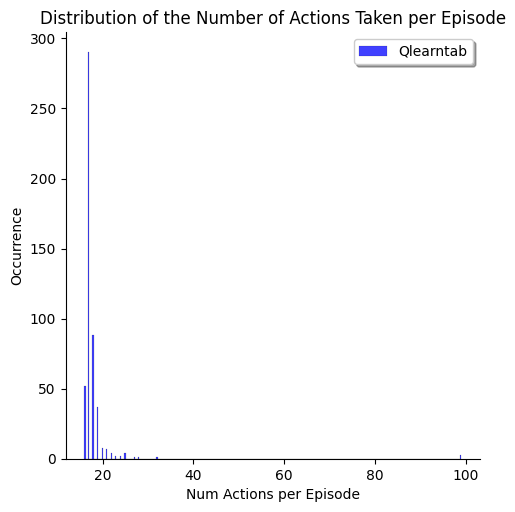 Distribution of the Number of Actions Taken per Episode
Qlearntab
300
250
200
150
100
50
0
Occurrence
20 40 60 80 100
Num Actions per Episode